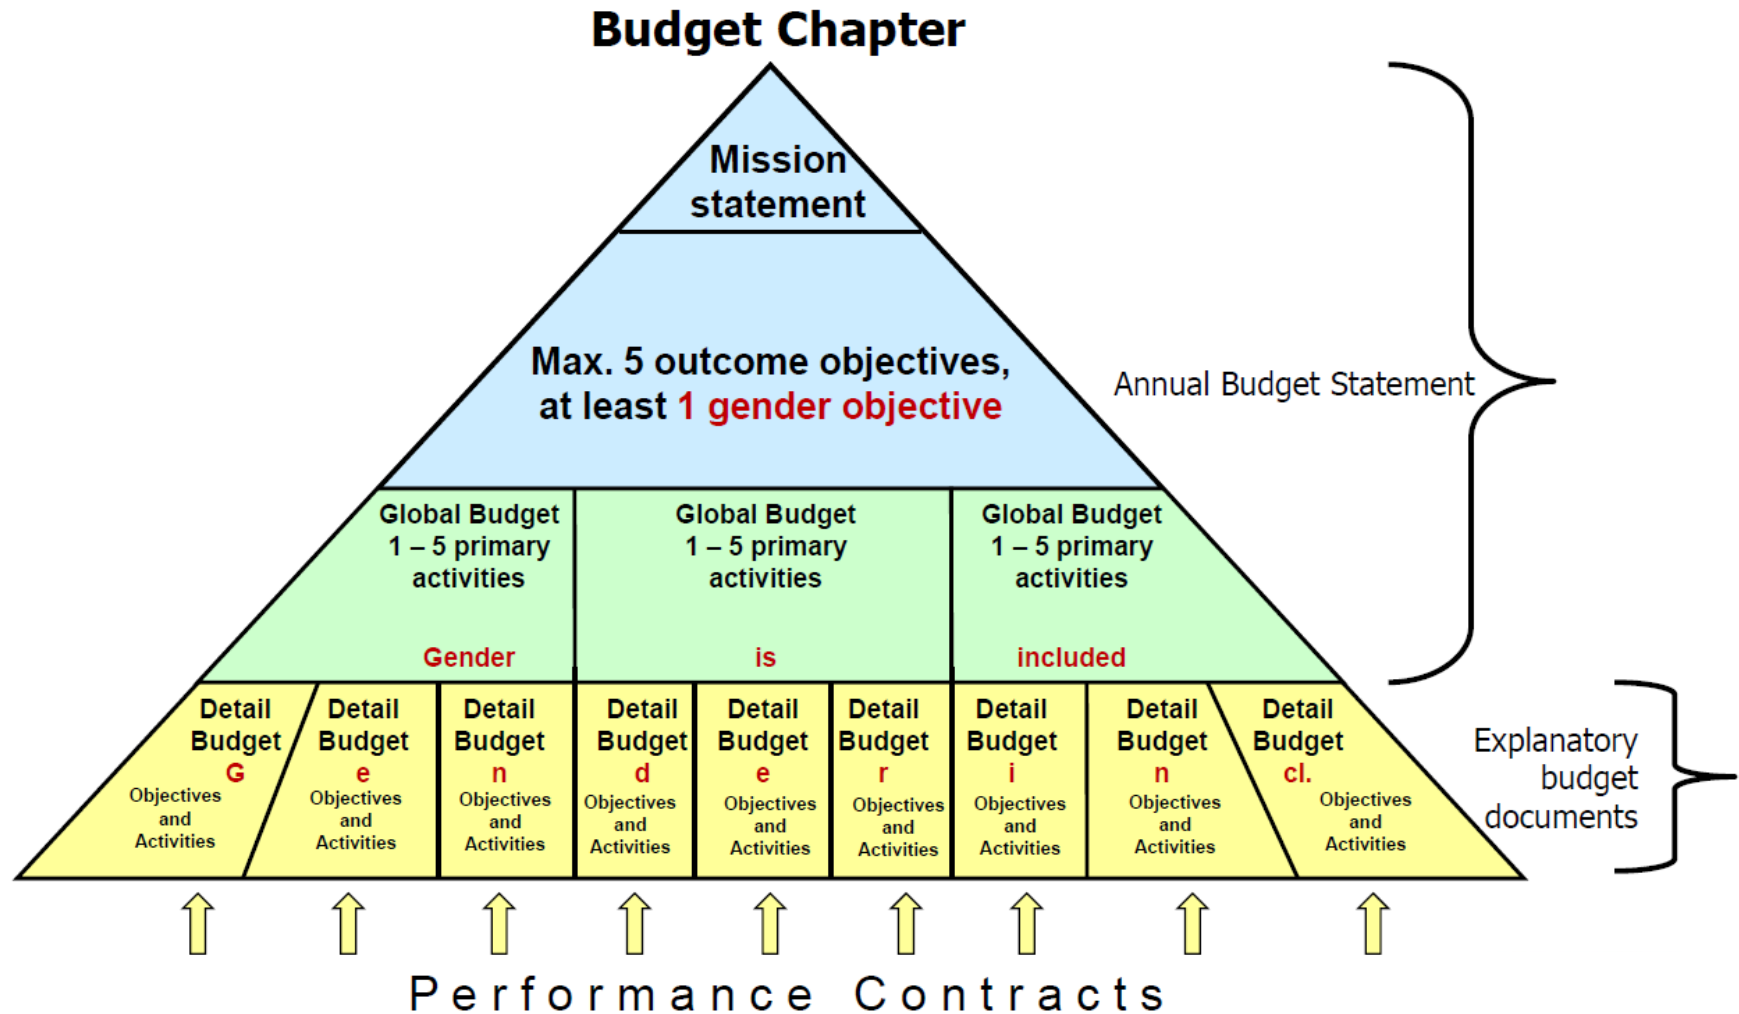 Budget Chapter
Mission
statement
Max. 5 outcome objectives,
at least 1 gender objective
Annual Budget Statement
Global Budget
1 – 5 primary
activities
Gender
Global Budget
1 – 5 primary
activities
is
Global Budget
1 – 5 primary
activities
included
Detail
Budget
G
Objectives
and
Activities
Detail
Budget
e
Objectives
and
Activities
Detail
Budget
n
Objectives
and
Activities
Detail
Budget
d
Objectives
and
Activities
Detail
Budget
e
Objectives
and
Activities
Detail
Budget
r
Objectives
and
Activities
Detail
Budget
i
Objectives
and
Activities
Detail
Budget
n
Objectives
and
Activities
Detail
Budget
cl.
Objectives
and
Activities
Explanatory
budget
documents
Performance Contracts